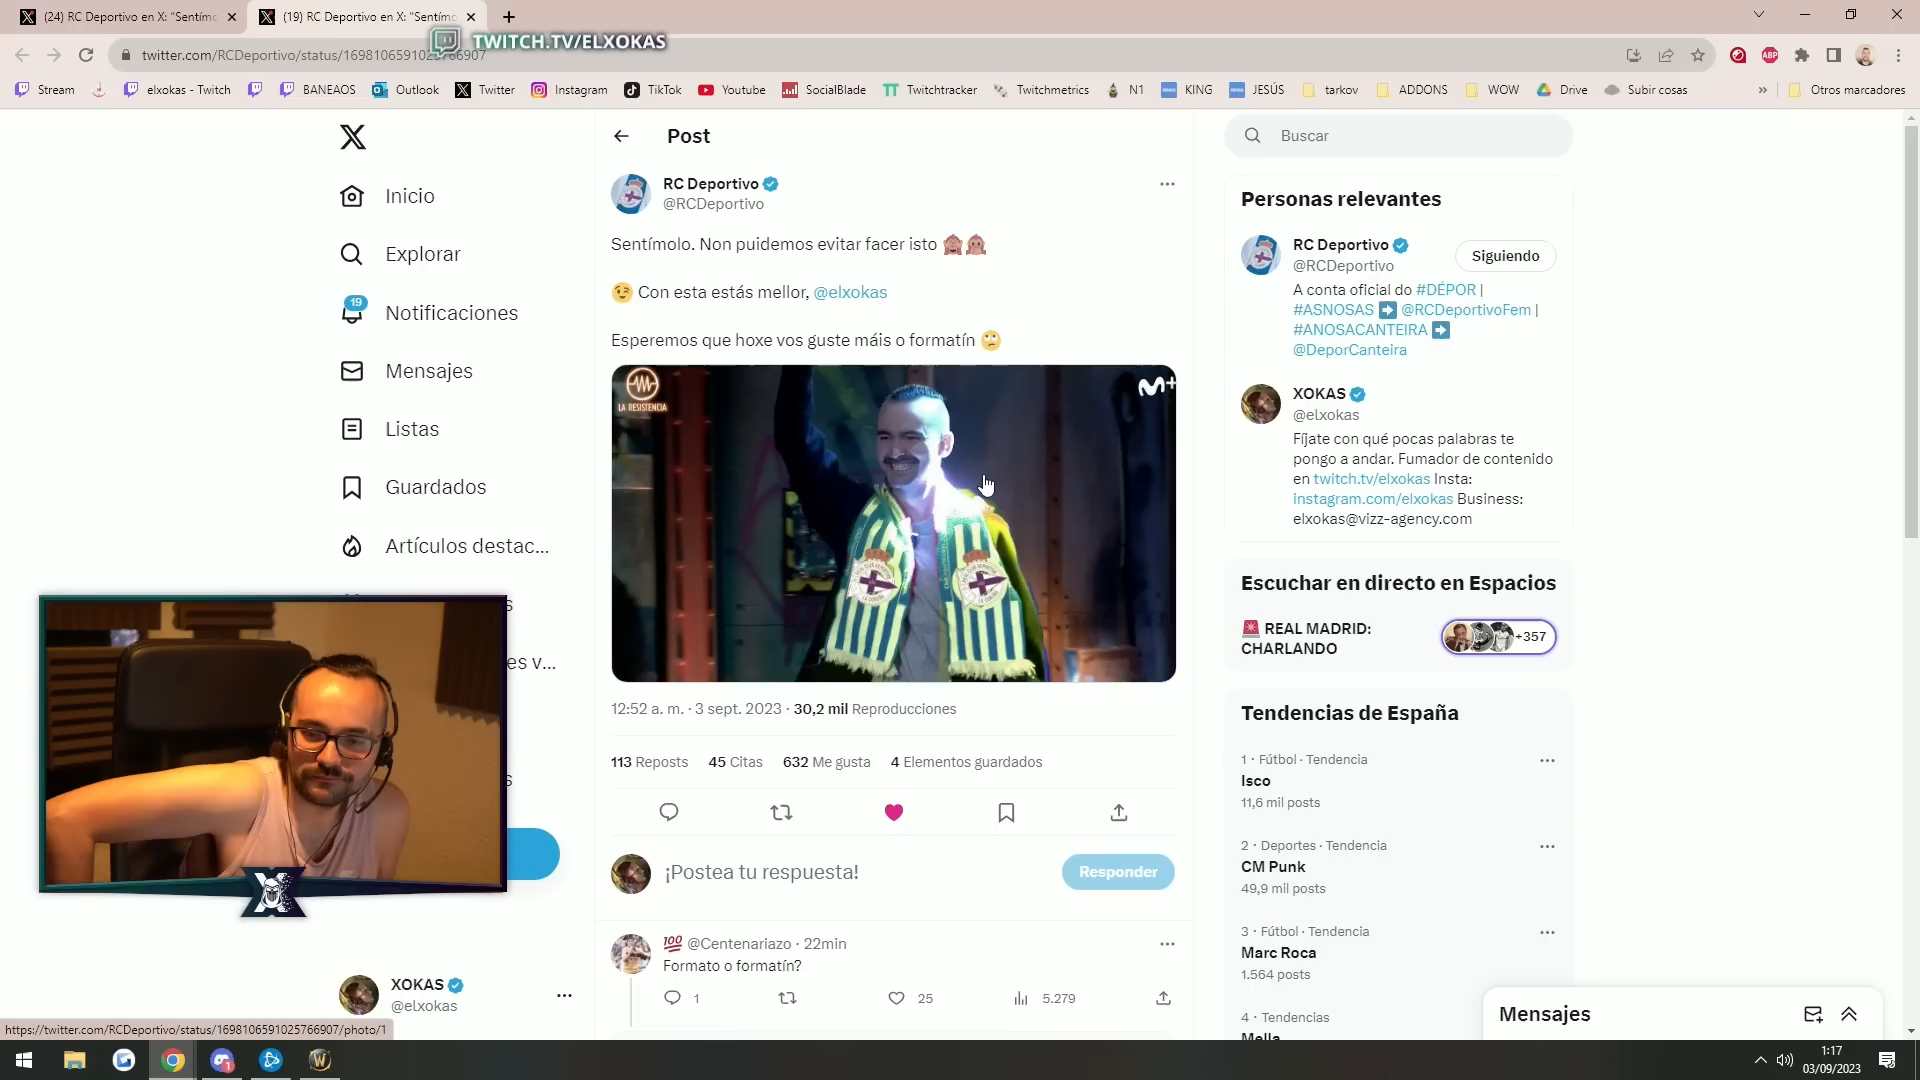 (24) RC Deportivo en X: "Sentímo
(19) RC Deportivo en X: "Sentímo
TWITCH.TV/ELXOKAS
twitter.com/RCDeportivo/status/1698106591025766907
ABP
Stream
elxokas - Twitch
BANEAOS
Outlook
Twitter
Instagram
TikTok
Youtube
SocialBlade
Twitchtracker
Twitchmetrics
N1
KING
JESÚS
tarkov
ADDONS
WOW
Drive
Subir cosas
Otros marcadores
Inicio
Explorar
19
Notificaciones
Mensajes
Listas
Guardados
Artículos destac...
es v...
XOKAS
@elxokas
https://twitter.com/RCDeportivo/status/1698106591025766907/photo/1
Post
RC Deportivo
@RCDeportivo
Sentímolo. Non puidemos evitar facer isto 🙈🙊
😉 Con esta estás mellor, @elxokas
Esperemos que hoxe vos guste máis o formatín 🙄
LA RESISTENCIA
M+
12:52 a. m. · 3 sept. 2023 · 30,2 mil Reproducciones
113 Reposts 45 Citas 632 Me gusta 4 Elementos guardados
¡Postea tu respuesta!
Responder
💯 @Centenariazo · 22min
Formato o formatín?
1
25
5.279
Buscar
Personas relevantes
RC Deportivo
@RCDeportivo
Siguiendo
A conta oficial do #DÉPOR |
#ASNOSAS ➡️ @RCDeportivoFem |
#ANOSACANTEIRA ➡️
@DeporCanteira
XOKAS
@elxokas
Fíjate con qué pocas palabras te
pongo a andar. Fumador de contenido
en twitch.tv/elxokas Insta:
instagram.com/elxokas Business:
elxokas@vizz-agency.com
Escuchar en directo en Espacios
🚨 REAL MADRID:
CHARLANDO
+357
Tendencias de España
1 · Fútbol · Tendencia
Isco
11,6 mil posts
2 · Deportes · Tendencia
CM Punk
49,9 mil posts
3 · Fútbol · Tendencia
Marc Roca
1.564 posts
4 · Tendencias
Mella
Mensajes
1:17
03/09/2023